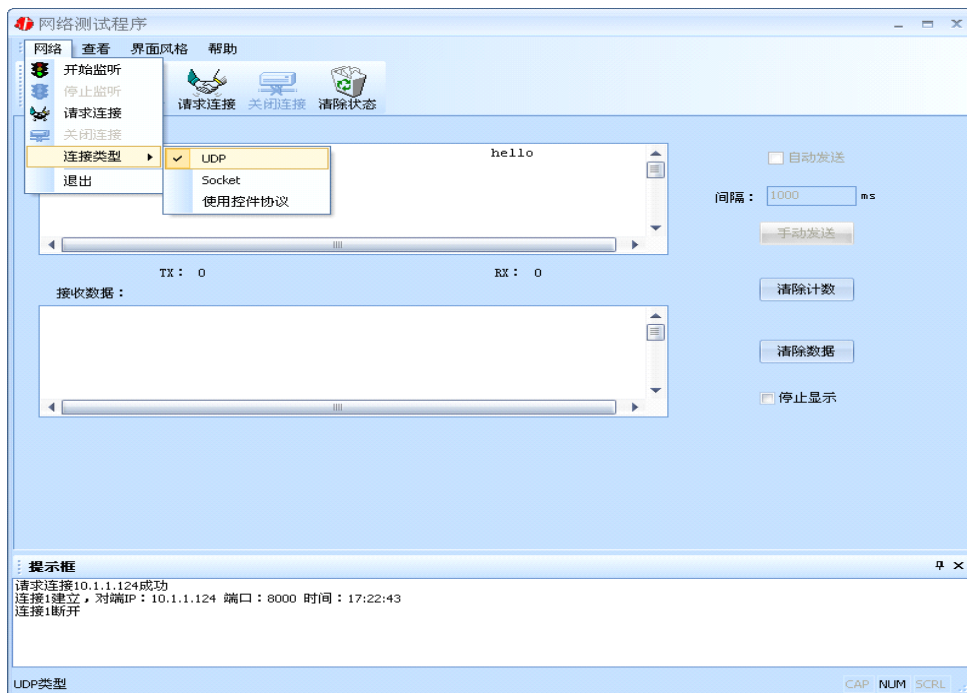 网络测试程序
网络 查看 界面风格 帮助
开始监听
停止监听
请求连接
关闭连接
连接类型
退出
UDP
Socket
使用控件协议
请求连接 关闭连接 清除状态
hello
自动发送
间隔： 1000 ms
手动发送
TX： 0 RX： 0
清除计数
接收数据：
清除数据
停止显示
提示框
请求连接10.1.1.124成功
连接1建立，对端IP：10.1.1.124 端口：8000 时间：17:22:43
连接1断开
UDP类型 CAP NUM SCRL